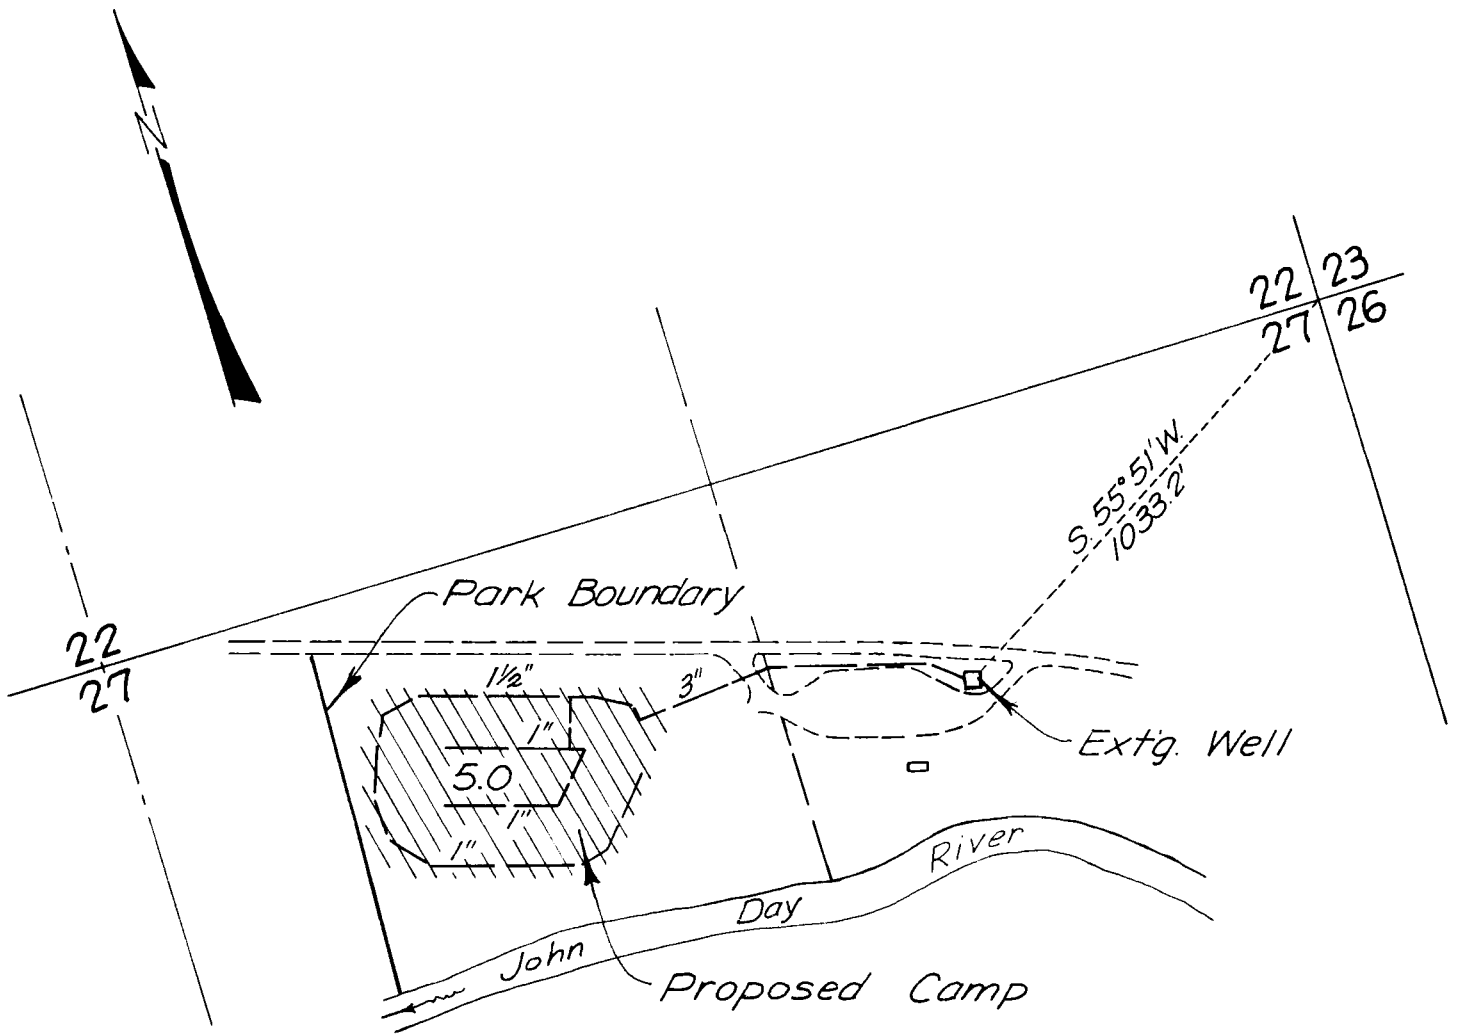 N
22 23
27 26
S. 55° 51' W.
1033.2'
Park Boundary
22
27
1½"
3"
1"
5.0
1"
1"
Extg. Well
River
Day
John
Proposed Camp